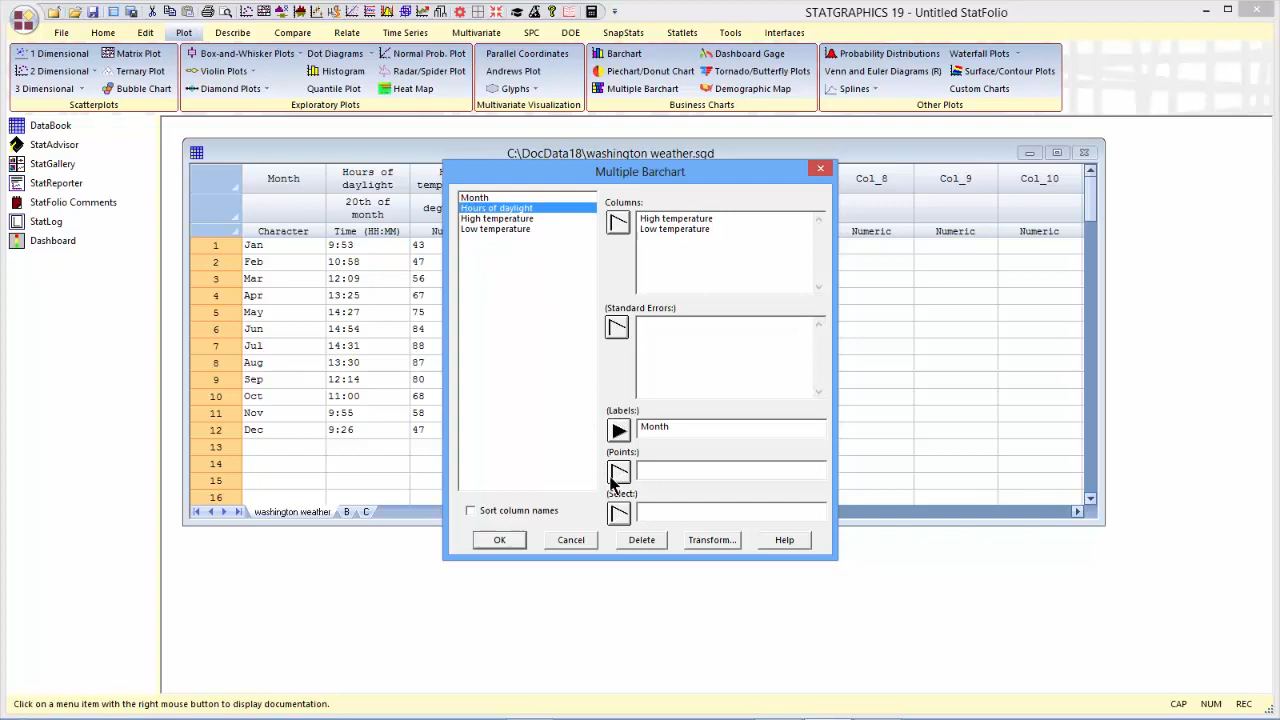 STATGRAPHICS 19 - Untitled StatFolio
File Home Edit Plot Describe Compare Relate Time Series Multivariate SPC DOE SnapStats Statlets Tools Interfaces
1 Dimensional Matrix Plot Box-and-Whisker Plots Dot Diagrams Normal Prob. Plot Parallel Coordinates Barchart Dashboard Gage Probability Distributions Waterfall Plots
2 Dimensional Ternary Plot Violin Plots Histogram Radar/Spider Plot Andrews Plot Piechart/Donut Chart Tornado/Butterfly Plots Venn and Euler Diagrams (R) Surface/Contour Plots
3 Dimensional Bubble Chart Diamond Plots Quantile Plot Heat Map Glyphs Multiple Barchart Demographic Map Splines Custom Charts
Scatterplots Exploratory Plots Multivariate Visualization Business Charts Other Plots
DataBook
StatAdvisor
StatGallery
StatReporter
StatFolio Comments
StatLog
Dashboard
C:\DocData18\washington weather.sgd
Month Hours of daylight Col_8 Col_9 Col_10
20th of month
Character Time (HH:MM) Numeric Numeric Numeric
1 Jan 9:53 43
2 Feb 10:58 47
3 Mar 12:09 56
4 Apr 13:25 67
5 May 14:27 75
6 Jun 14:54 84
7 Jul 14:31 88
8 Aug 13:30 87
9 Sep 12:14 80
10 Oct 11:00 68
11 Nov 9:55 58
12 Dec 9:26 47
13
14
15
16
washington weather B C
Multiple Barchart
Month
Hours of daylight
High temperature
Low temperature
Columns:
High temperature
Low temperature
(Standard Errors:)
(Labels:)
Month
(Points:)
(Select:)
Sort column names
OK Cancel Delete Transform... Help
Click on a menu item with the right mouse button to display documentation.
CAP NUM REC